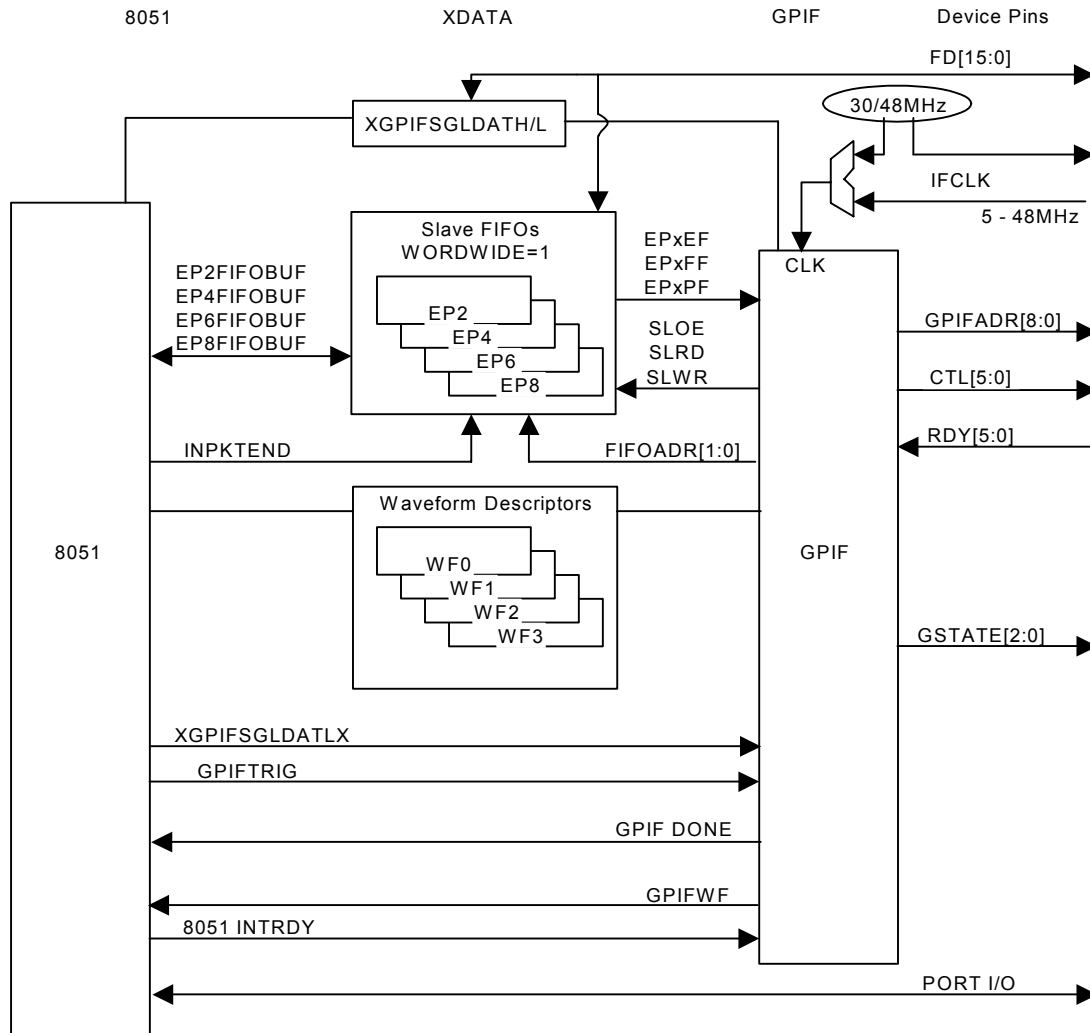 8051 XDATA GPIF Device Pins
FD[15:0]
30/48MHz
XGPIFSGLDATH/L
IFCLK
5 - 48MHz
Slave FIFOs
WORDWIDE=1
EPxEF
EPxFF
EPxPF
CLK
EP2FIFOBUF
EP4FIFOBUF
EP6FIFOBUF
EP8FIFOBUF
EP2
EP4
EP6
EP8
SLOE
SLRD
SLWR
GPIFADR[8:0]
CTL[5:0]
RDY[5:0]
INPKTEND
FIFOADR[1:0]
Waveform Descriptors
8051
WF0
WF1
WF2
WF3
GPIF
GSTATE[2:0]
XGPIFSGLDATLX
GPIFTRIG
GPIF DONE
GPIFWF
8051 INTRDY
PORT I/O